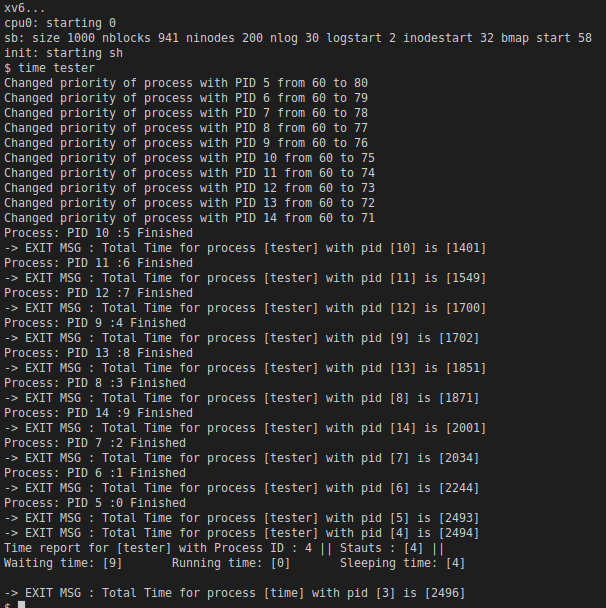 xv6...
cpu0: starting 0
sb: size 1000 nblocks 941 ninodes 200 nlog 30 logstart 2 inodestart 32 bmap start 58
init: starting sh
$ time tester
Changed priority of process with PID 5 from 60 to 80
Changed priority of process with PID 6 from 60 to 79
Changed priority of process with PID 7 from 60 to 78
Changed priority of process with PID 8 from 60 to 77
Changed priority of process with PID 9 from 60 to 76
Changed priority of process with PID 10 from 60 to 75
Changed priority of process with PID 11 from 60 to 74
Changed priority of process with PID 12 from 60 to 73
Changed priority of process with PID 13 from 60 to 72
Changed priority of process with PID 14 from 60 to 71
Process: PID 10 :5 Finished
-> EXIT MSG : Total Time for process [tester] with pid [10] is [1401]
Process: PID 11 :6 Finished
-> EXIT MSG : Total Time for process [tester] with pid [11] is [1549]
Process: PID 12 :7 Finished
-> EXIT MSG : Total Time for process [tester] with pid [12] is [1700]
Process: PID 9 :4 Finished
-> EXIT MSG : Total Time for process [tester] with pid [9] is [1702]
Process: PID 13 :8 Finished
-> EXIT MSG : Total Time for process [tester] with pid [13] is [1851]
Process: PID 8 :3 Finished
-> EXIT MSG : Total Time for process [tester] with pid [8] is [1871]
Process: PID 14 :9 Finished
-> EXIT MSG : Total Time for process [tester] with pid [14] is [2001]
Process: PID 7 :2 Finished
-> EXIT MSG : Total Time for process [tester] with pid [7] is [2034]
Process: PID 6 :1 Finished
-> EXIT MSG : Total Time for process [tester] with pid [6] is [2244]
Process: PID 5 :0 Finished
-> EXIT MSG : Total Time for process [tester] with pid [5] is [2493]
-> EXIT MSG : Total Time for process [tester] with pid [4] is [2494]
Time report for [tester] with Process ID : 4 || Stauts : [4] ||
Waiting time: [9] Running time: [0] Sleeping time: [4]
-> EXIT MSG : Total Time for process [time] with pid [3] is [2496]
$